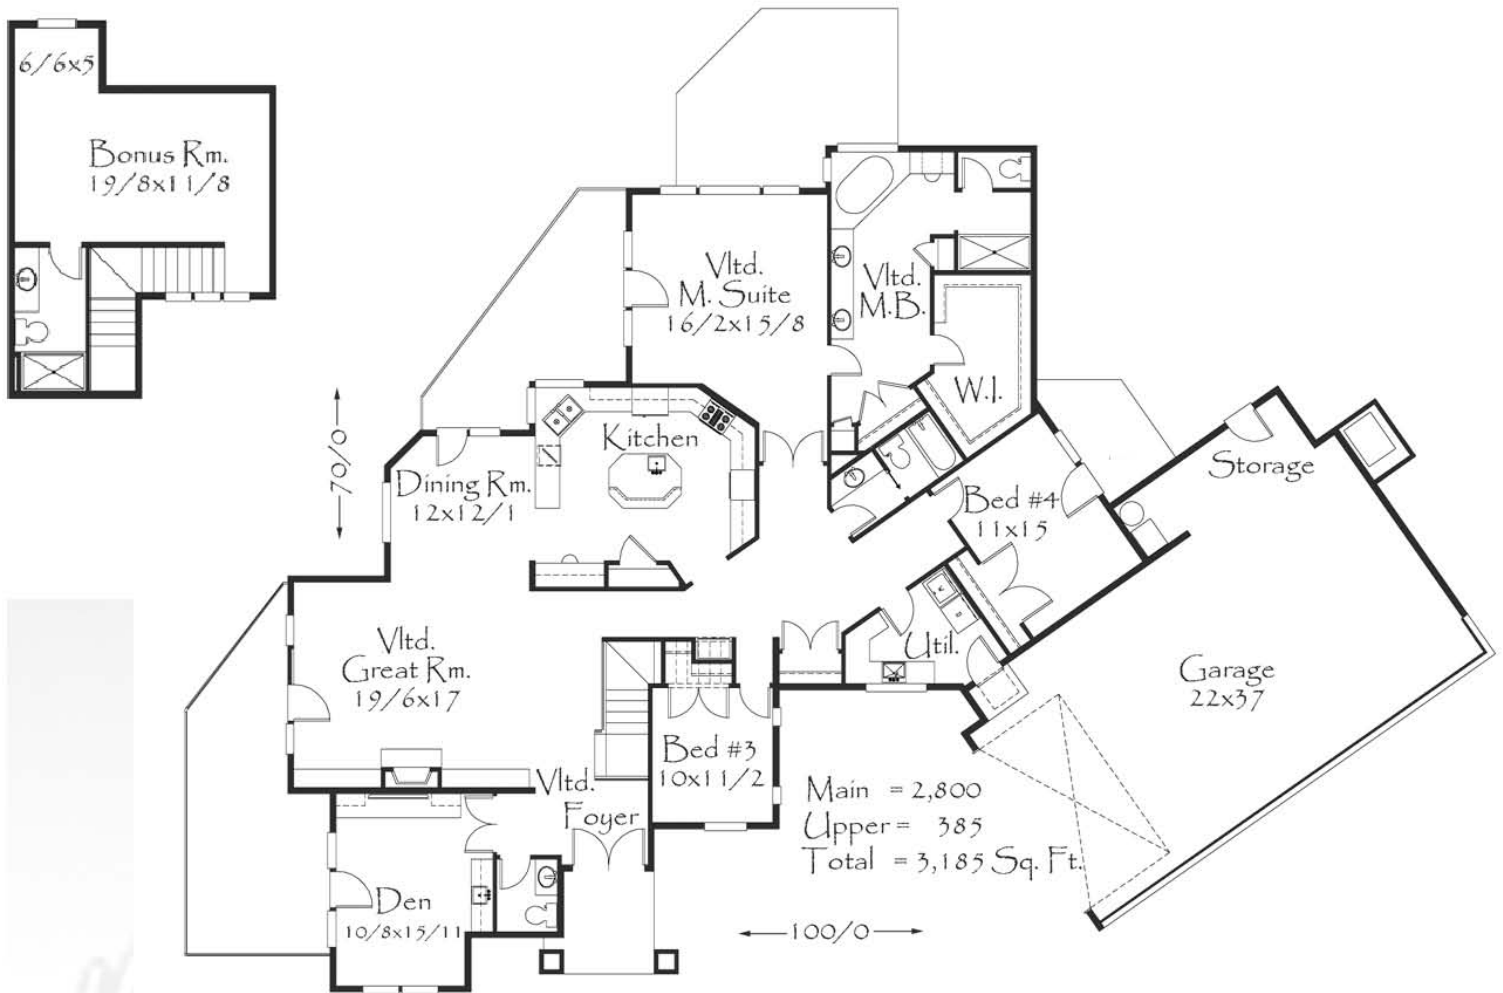 6/6x5
Bonus Rm.
19/8x11/8
Vltd.
M. Suite
16/2x15/8
Vltd.
M.B.
W.I.
70/0
Kitchen
Dining Rm.
12x12/1
Storage
Bed #4
11x15
Vltd.
Great Rm.
19/6x17
Util.
Garage
22x37
Bed #3
10x11/2
Vltd.
Foyer
Main = 2,800
Upper = 385
Total = 3,185 Sq. Ft.
Den
10/8x15/11
100/0